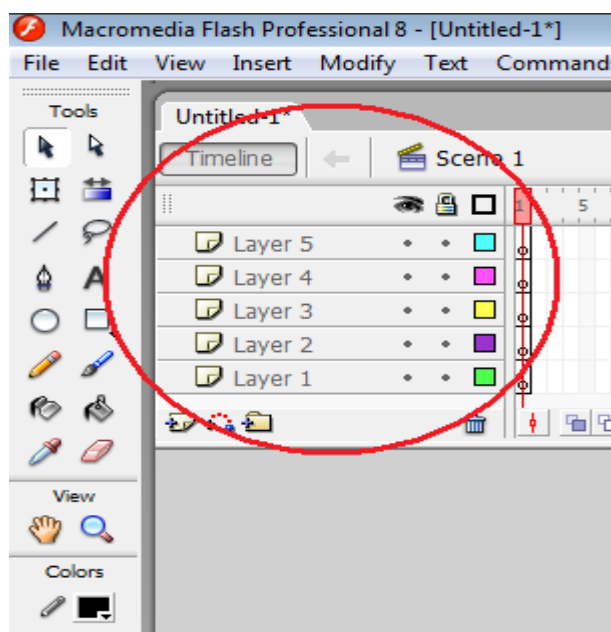 Macromedia Flash Professional 8 - [Untitled-1*]
File Edit View Insert Modify Text Command
Tools
Untitled-1*
Timeline Scene 1
1 5
Layer 5
Layer 4
Layer 3
Layer 2
Layer 1
View
Colors